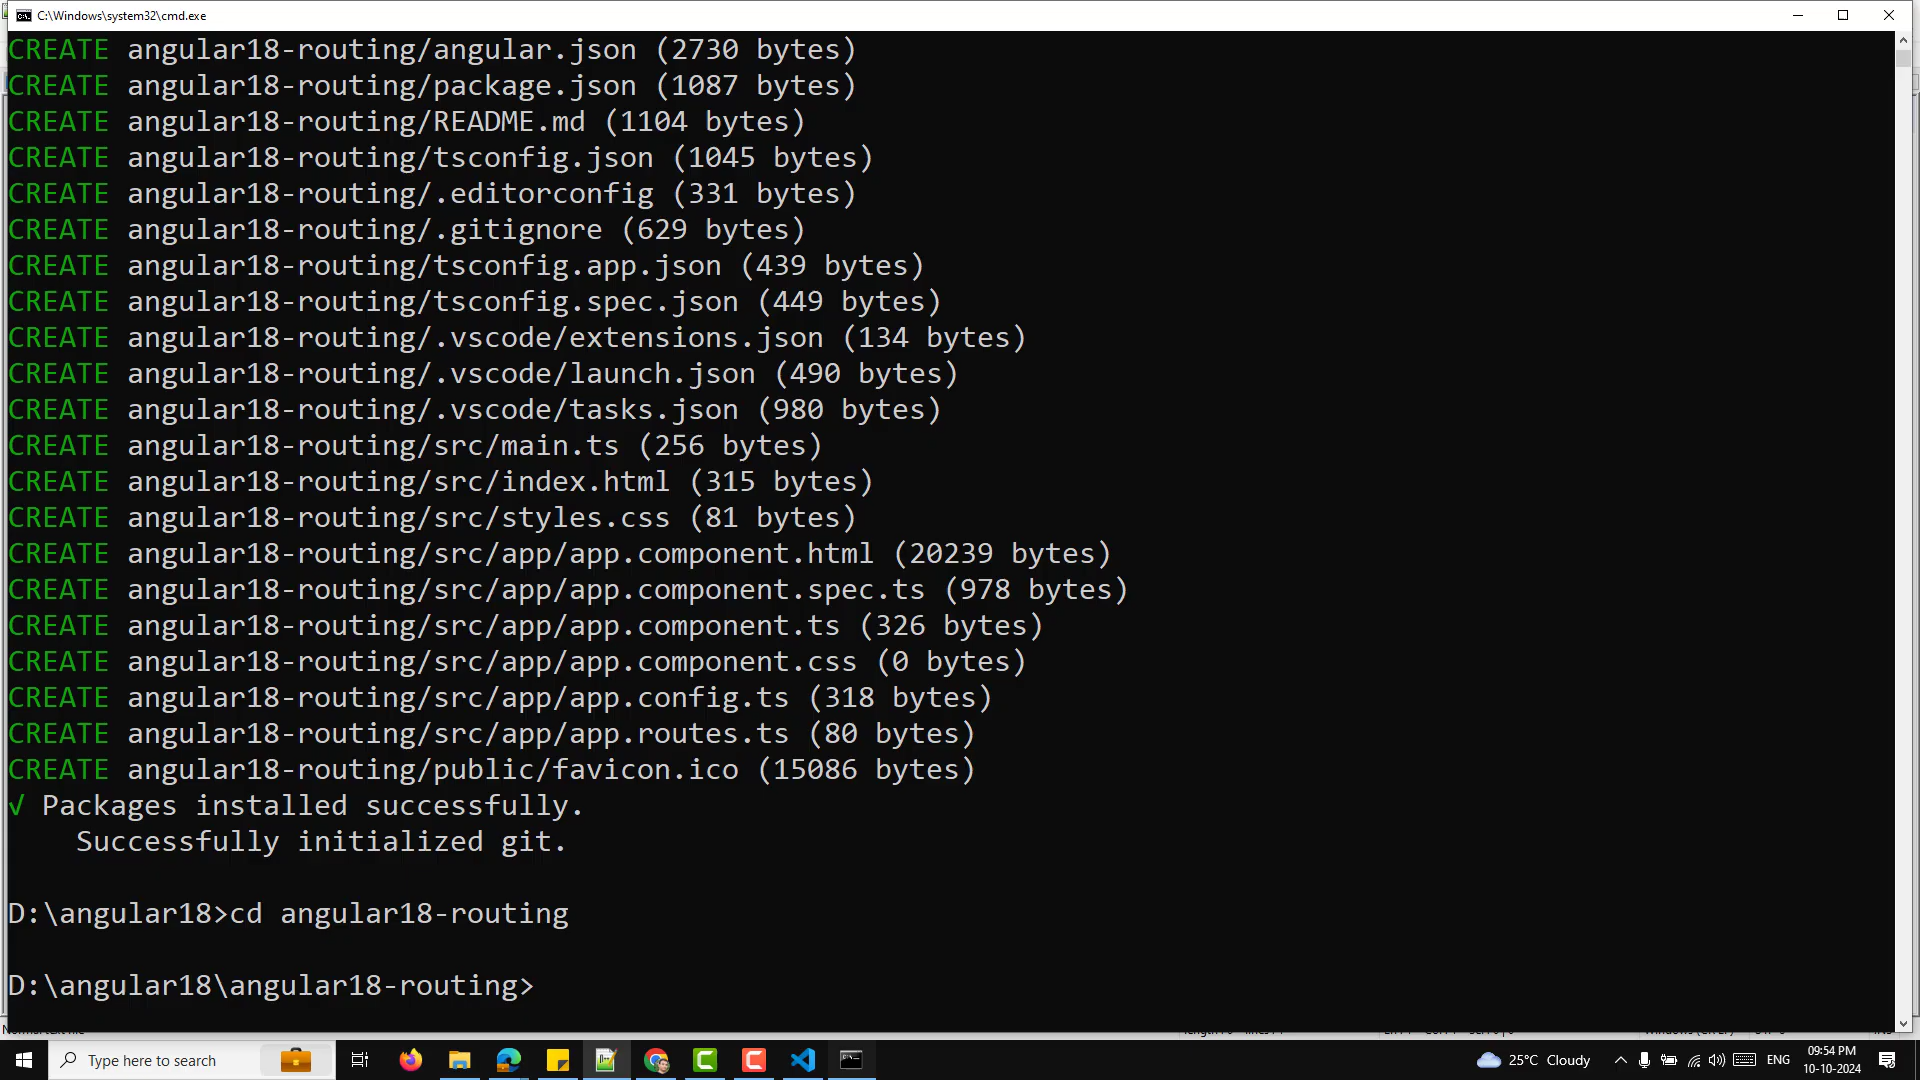 C:\Windows\system32\cmd.exe
CREATE angular18-routing/angular.json (2730 bytes)
CREATE angular18-routing/package.json (1087 bytes)
CREATE angular18-routing/README.md (1104 bytes)
CREATE angular18-routing/tsconfig.json (1045 bytes)
CREATE angular18-routing/.editorconfig (331 bytes)
CREATE angular18-routing/.gitignore (629 bytes)
CREATE angular18-routing/tsconfig.app.json (439 bytes)
CREATE angular18-routing/tsconfig.spec.json (449 bytes)
CREATE angular18-routing/.vscode/extensions.json (134 bytes)
CREATE angular18-routing/.vscode/launch.json (490 bytes)
CREATE angular18-routing/.vscode/tasks.json (980 bytes)
CREATE angular18-routing/src/main.ts (256 bytes)
CREATE angular18-routing/src/index.html (315 bytes)
CREATE angular18-routing/src/styles.css (81 bytes)
CREATE angular18-routing/src/app/app.component.html (20239 bytes)
CREATE angular18-routing/src/app/app.component.spec.ts (978 bytes)
CREATE angular18-routing/src/app/app.component.ts (326 bytes)
CREATE angular18-routing/src/app/app.component.css (0 bytes)
CREATE angular18-routing/src/app/app.config.ts (318 bytes)
CREATE angular18-routing/src/app/app.routes.ts (80 bytes)
CREATE angular18-routing/public/favicon.ico (15086 bytes)
√ Packages installed successfully.
Successfully initialized git.
D:\angular18>cd angular18-routing
D:\angular18\angular18-routing>
Type here to search
25°C Cloudy
ENG
09:54 PM
10-10-2024